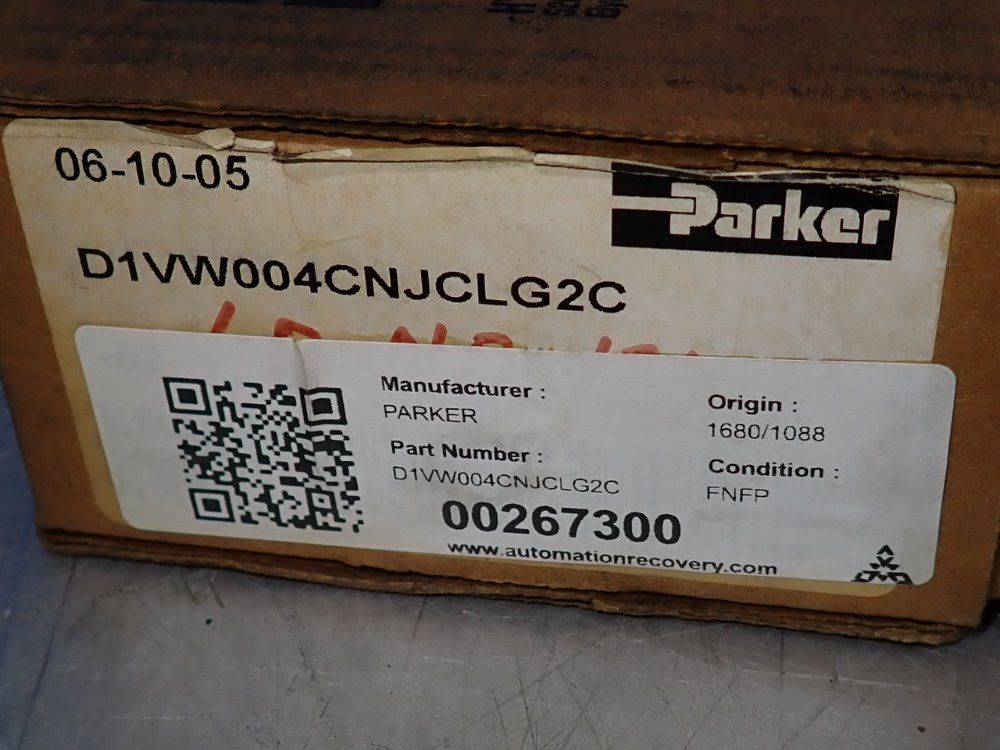 06-10-05
Parker
D1VW004CNJCLG2C
Manufacturer :
PARKER
Origin :
1680/1088
Part Number :
D1VW004CNJCLG2C
Condition :
FNFP
00267300
www.automationrecovery.com